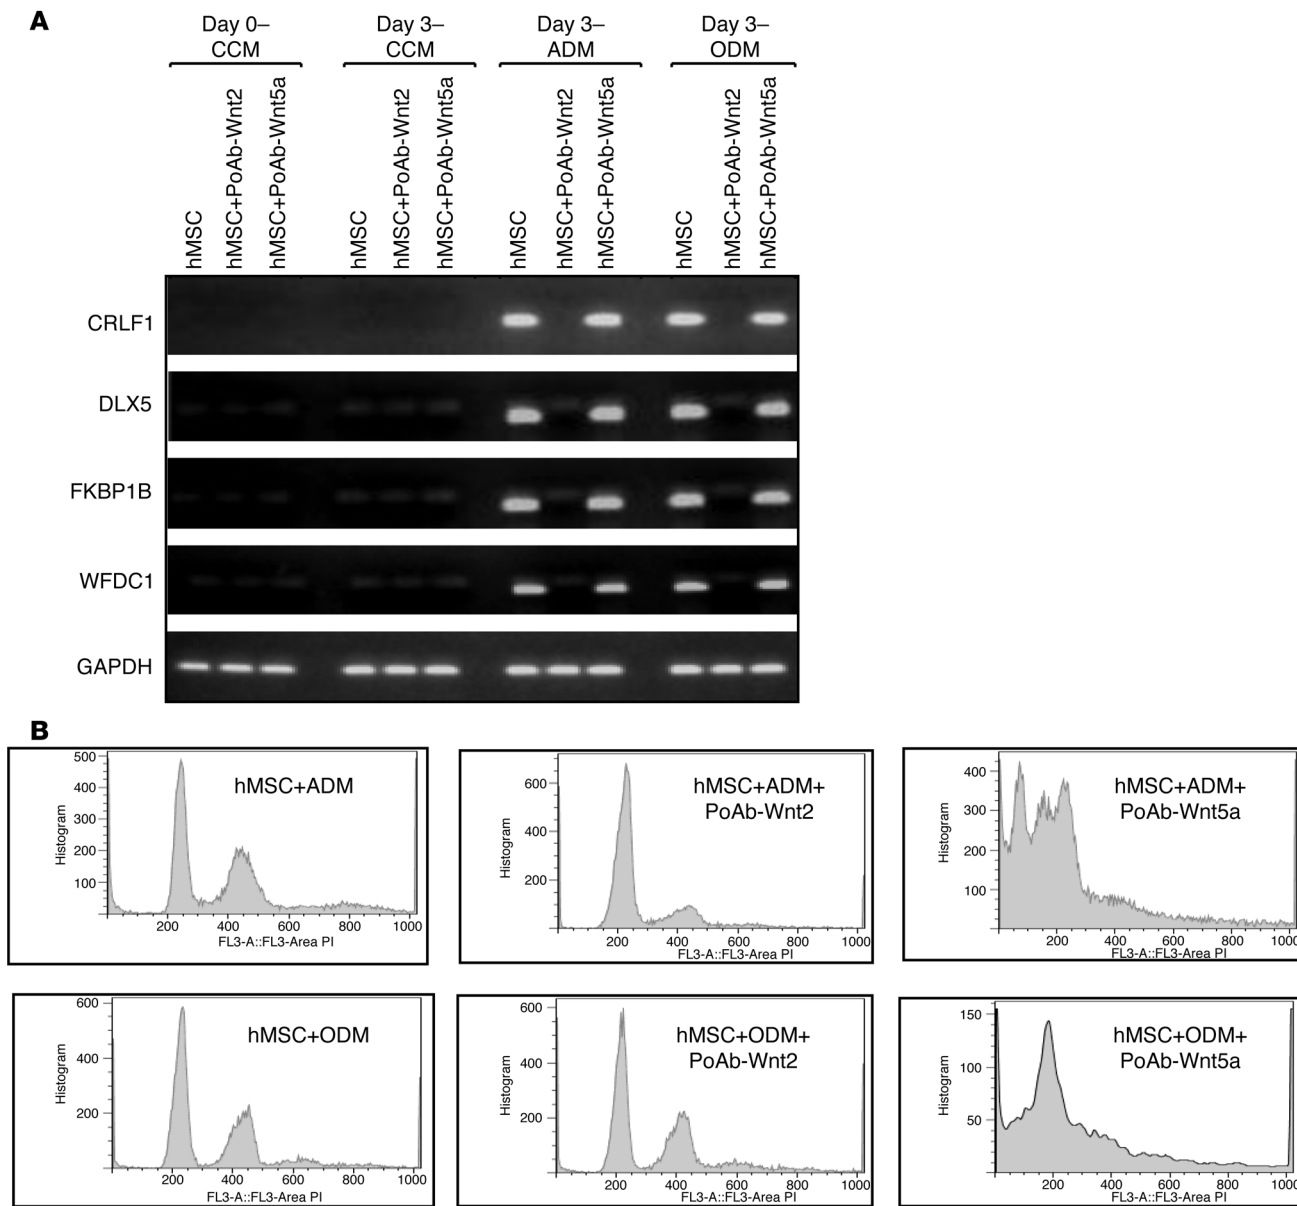 A
Day 0–
CCM
Day 3–
CCM
Day 3–
ADM
Day 3–
ODM
hMSC
hMSC+PoAb-Wnt2
hMSC+PoAb-Wnt5a
hMSC
hMSC+PoAb-Wnt2
hMSC+PoAb-Wnt5a
hMSC
hMSC+PoAb-Wnt2
hMSC+PoAb-Wnt5a
hMSC
hMSC+PoAb-Wnt2
hMSC+PoAb-Wnt5a
CRLF1
DLX5
FKBP1B
WFDC1
GAPDH
B
500
400
300
200
100
Histogram
hMSC+ADM
200 400 600 800 1000
FL3-A::FL3-Area PI
600
400
200
Histogram
hMSC+ADM+
PoAb-Wnt2
200 400 600 800 1000
FL3-A::FL3-Area PI
400
300
200
100
Histogram
hMSC+ADM+
PoAb-Wnt5a
200 400 600 800 1000
FL3-A::FL3-Area PI
600
400
200
Histogram
hMSC+ODM
200 400 600 800 1000
FL3-A::FL3-Area PI
600
400
200
Histogram
hMSC+ODM+
PoAb-Wnt2
200 400 600 800 1000
FL3-A::FL3-Area PI
150
100
50
Histogram
hMSC+ODM+
PoAb-Wnt5a
200 400 600 800 1000
FL3-A::FL3-Area PI